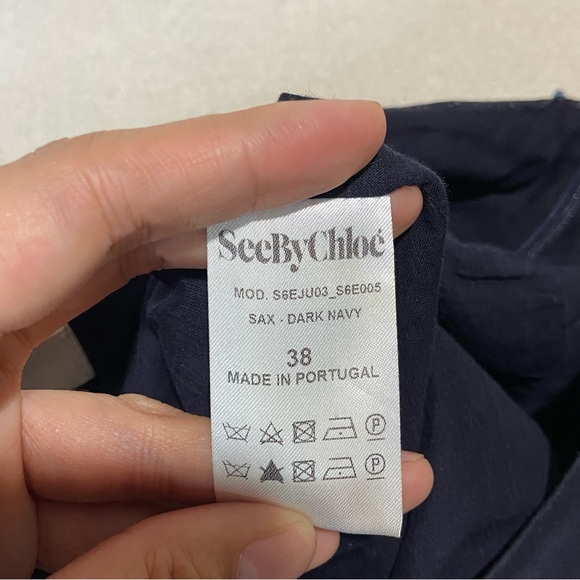 SeeByChloé
MOD. S6EJU03_S6E005
SAX - DARK NAVY
38
MADE IN PORTUGAL
P
P